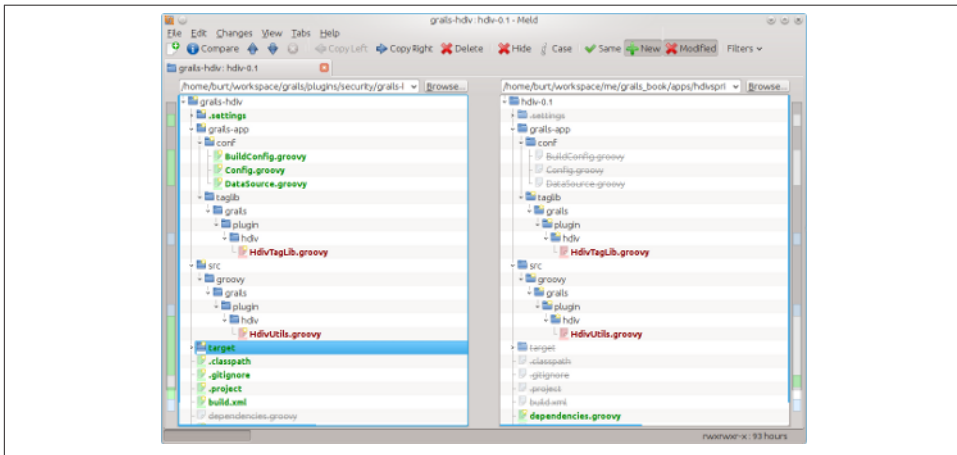 grails-hdiv : hdiv-0.1 - Meld
File Edit Changes View Tabs Help
Compare Copy Left Copy Right Delete Hide Case Same New Modified Filters
grails-hdiv : hdiv-0.1
/home/burt/workspace/grails/plugins/security/grails-l Browse...
/home/burt/workspace/me/grails_book/apps/hdivspri Browse...
grails-hdiv
.settings
grails-app
conf
BuildConfig.groovy
Config.groovy
DataSource.groovy
taglib
grails
plugin
hdiv
HdivTagLib.groovy
src
groovy
grails
plugin
hdiv
HdivUtils.groovy
target
.classpath
.gitignore
.project
build.xml
dependencies.groovy
hdiv-0.1
.settings
grails-app
conf
BuildConfig.groovy
Config.groovy
DataSource.groovy
taglib
grails
plugin
hdiv
HdivTagLib.groovy
src
groovy
grails
plugin
hdiv
HdivUtils.groovy
target
.classpath
.gitignore
.project
build.xml
dependencies.groovy
rwxrwxr-x : 93 hours